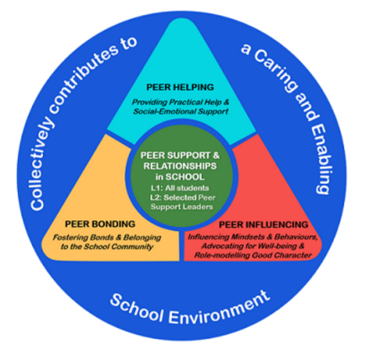 Collectively contributes to
a Caring and Enabling
School Environment
PEER HELPING
Providing Practical Help &
Social-Emotional Support
PEER SUPPORT &
RELATIONSHIPS
in SCHOOL
L1: All students
L2: Selected Peer
Support Leaders
PEER BONDING
Fostering Bonds & Belonging
to the School Community
PEER INFLUENCING
Influencing Mindsets & Behaviours,
Advocating for Well-being &
Role-modelling Good Character